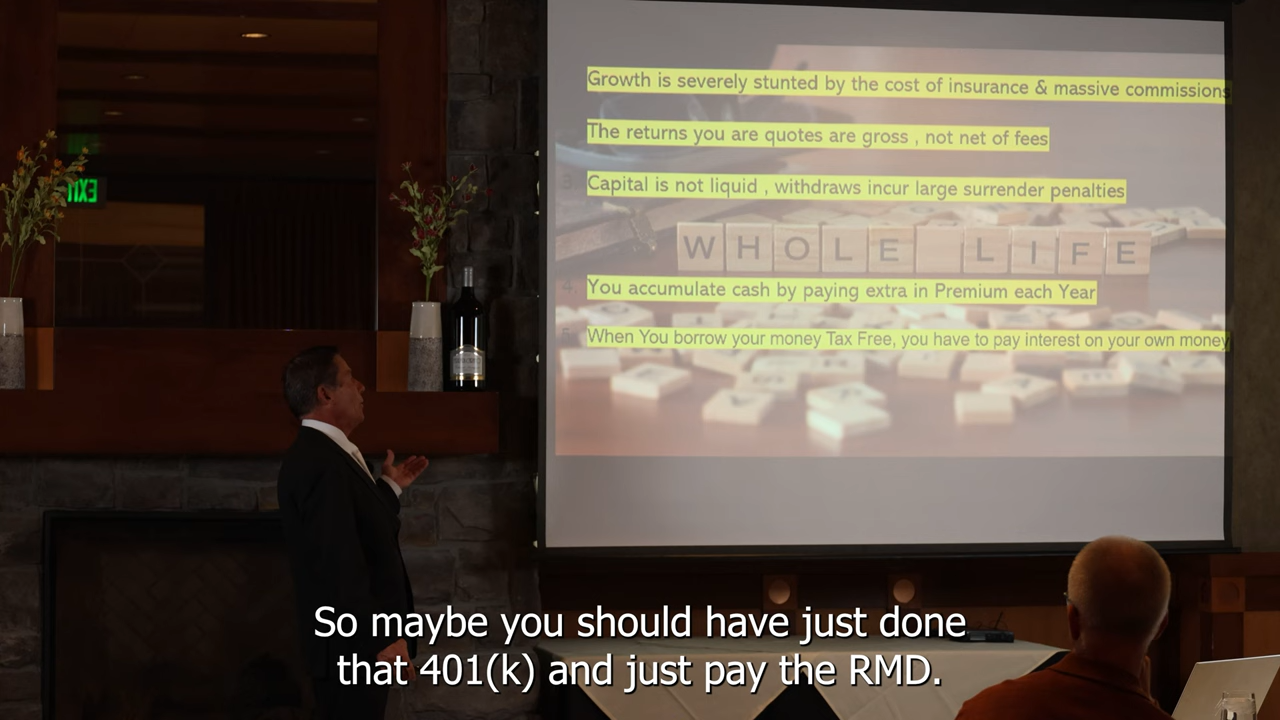 Growth is severely stunted by the cost of insurance & massive commissions
The returns you are quotes are gross , not net of fees
EXIT
Capital is not liquid , withdraws incur large surrender penalties
WHOLE LIFE
4. You accumulate cash by paying extra in Premium each Year
5. When You borrow your money Tax Free, you have to pay interest on your own money
So maybe you should have just done
that 401(k) and just pay the RMD.